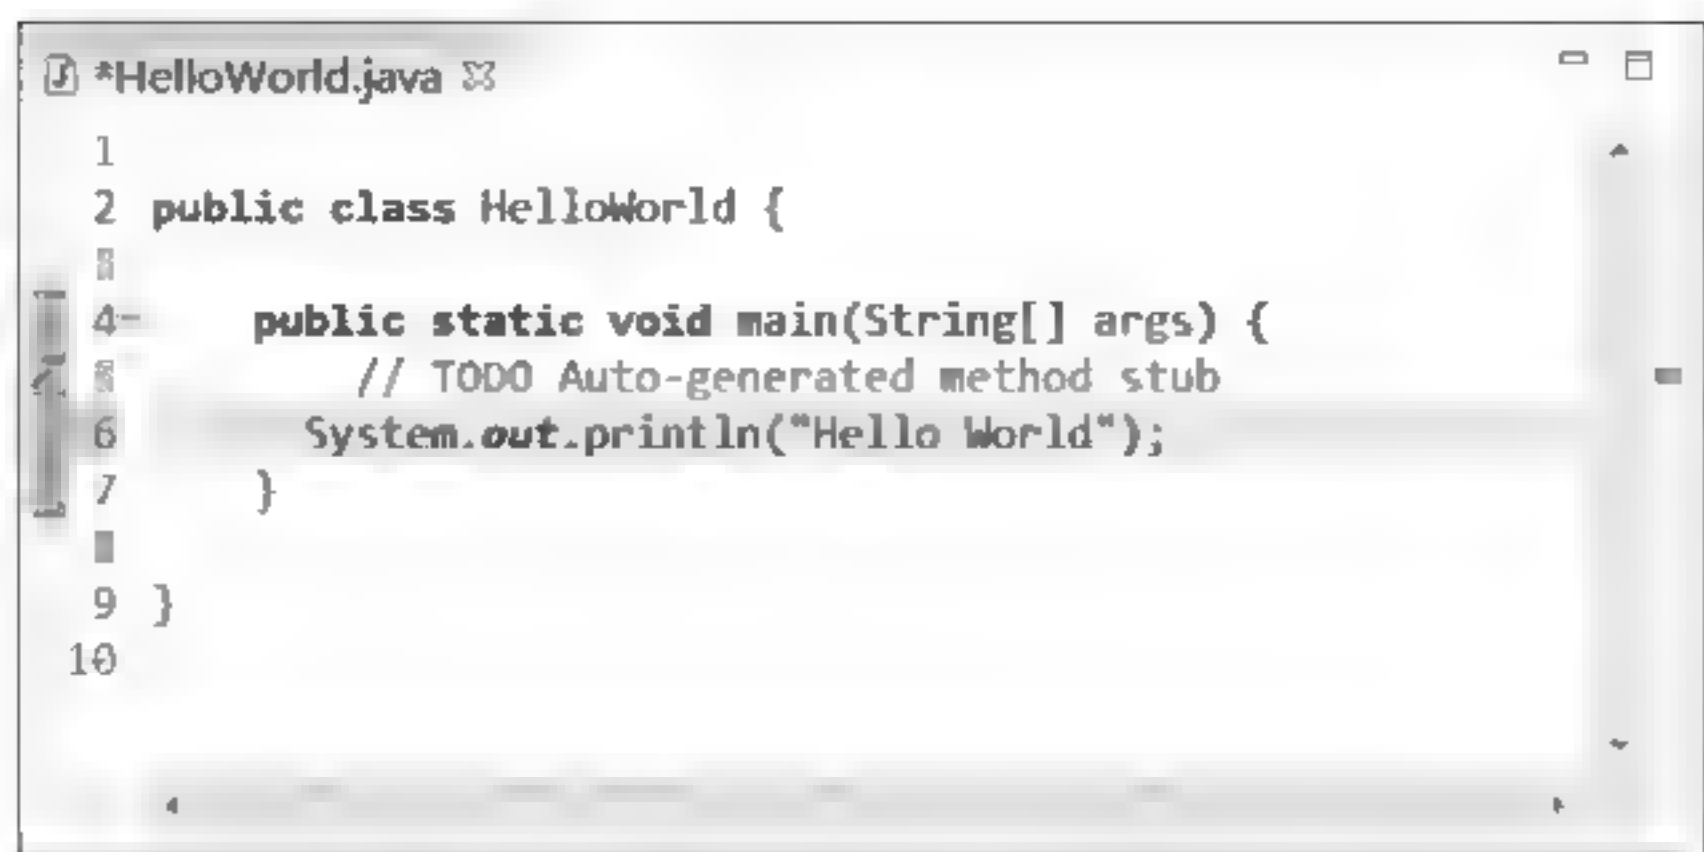 *HelloWorld.java
1
2 public class HelloWorld {
4 public static void main(String[] args) {
// TODO Auto-generated method stub
6 System.out.println("Hello World");
7 }
9 }
10